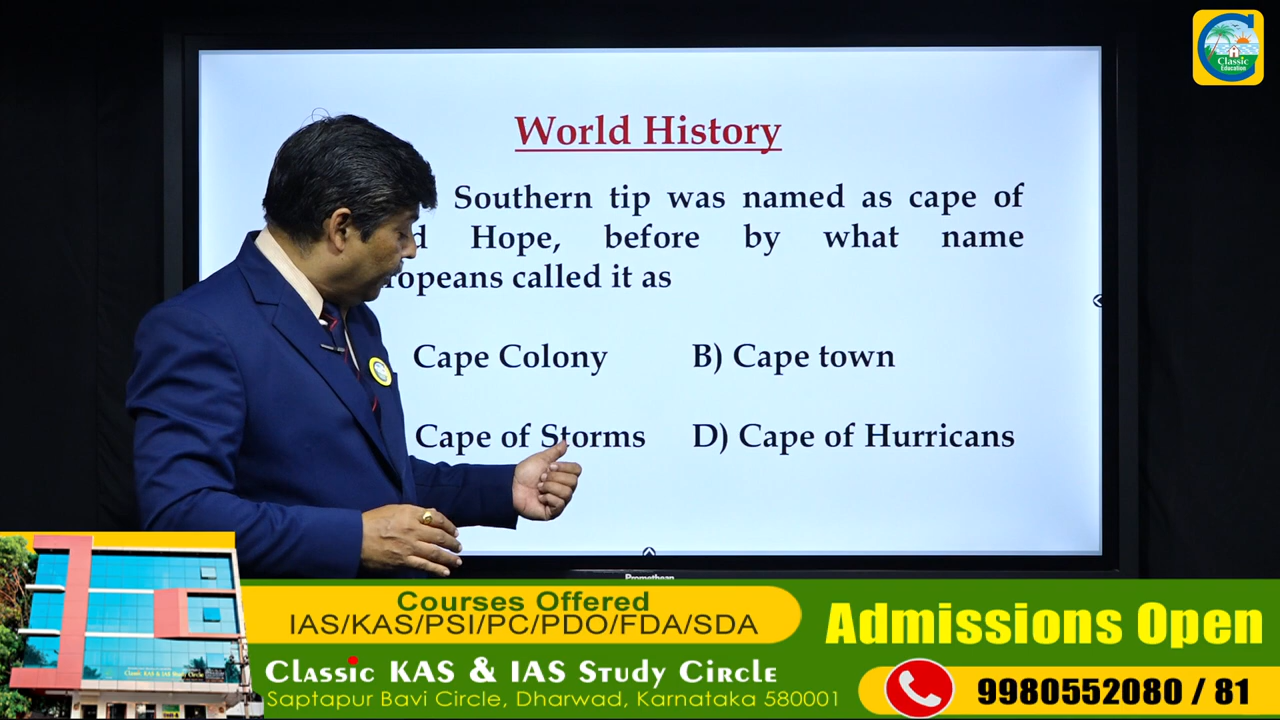 Classic
Education
World History
Southern tip was named as cape of
Hope, before by what name
called it as
Cape Colony B) Cape town
Cape of Storms D) Cape of Hurricans
Courses Offered
IAS/KAS/PSI/PC/PDO/FDA/SDA
Admissions Open
Classic KAS & IAS Study Circle
Saptapur Bavi Circle, Dharwad, Karnataka 580001
9980552080 / 81